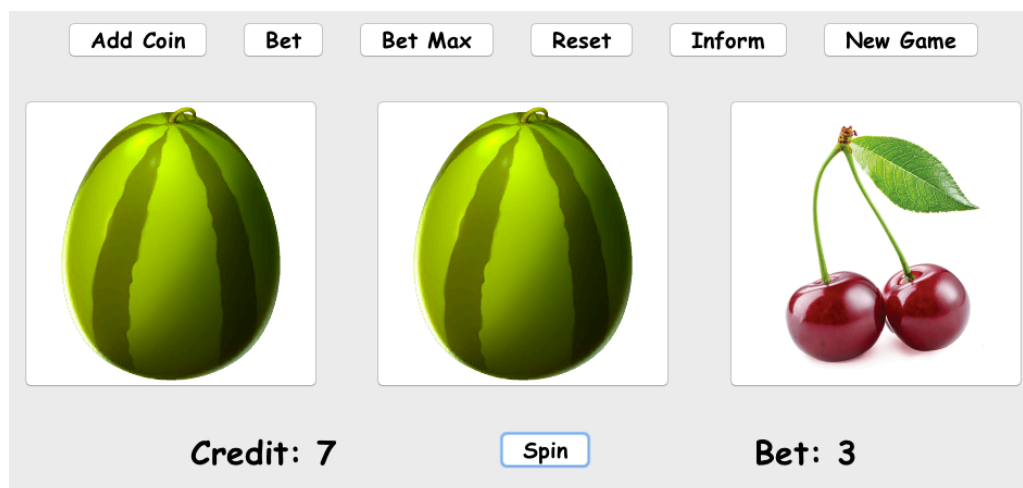 Add Coin Bet Bet Max Reset Inform New Game
Credit: 7 Spin Bet: 3